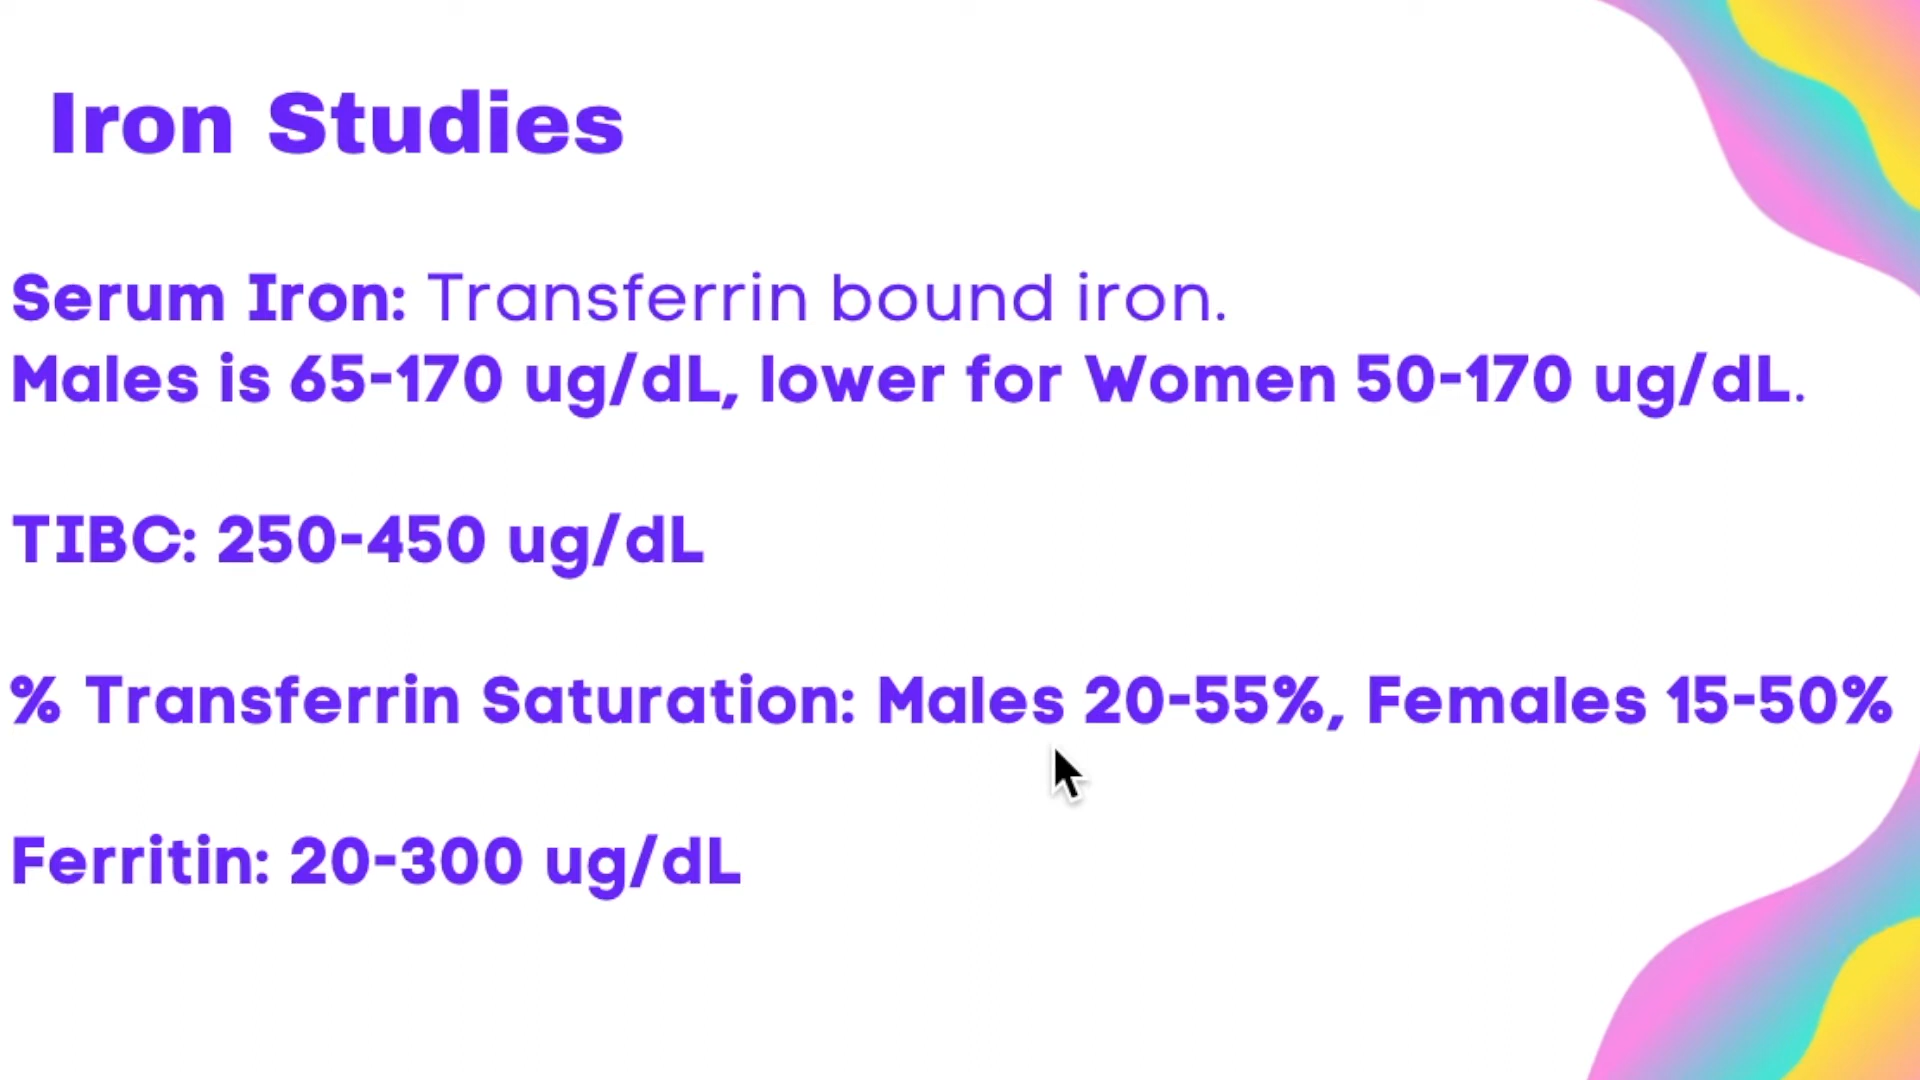 Iron Studies
Serum Iron: Transferrin bound iron.
Males is 65-170 ug/dL, lower for Women 50-170 ug/dL.
TIBC: 250-450 ug/dL
% Transferrin Saturation: Males 20-55%, Females 15-50%
Ferritin: 20-300 ug/dL